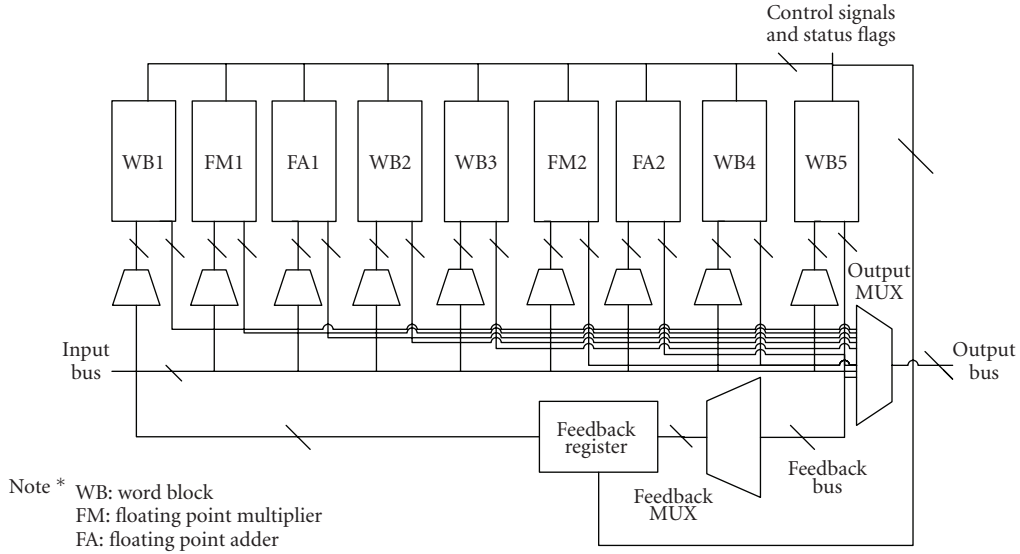 Control signals
and status flags
WB1
FM1
FA1
WB2
WB3
FM2
FA2
WB4
WB5
Output
MUX
Input
bus
Output
bus
Feedback
register
Feedback
MUX
Feedback
bus
Note * WB: word block
FM: floating point multiplier
FA: floating point adder